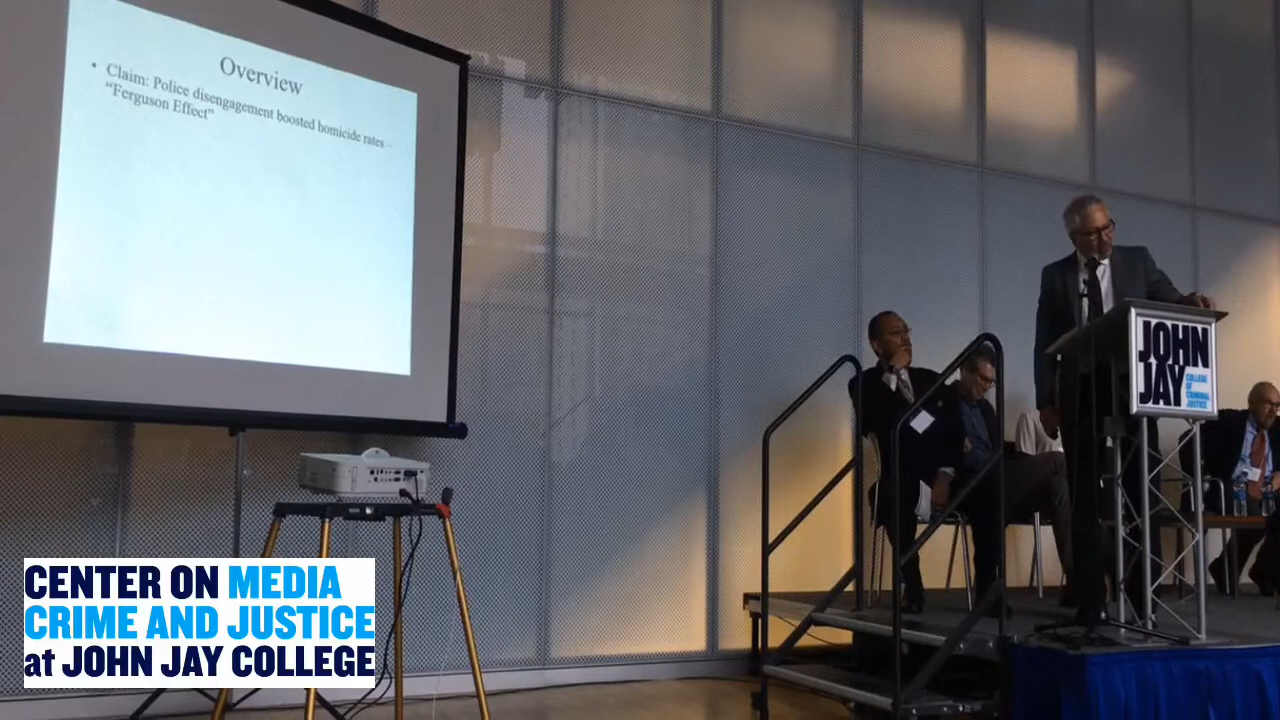 Overview
• Claim: Police disengagement boosted homicide rates –
“Ferguson Effect”
JOHN
JAY
COLLEGE
OF
CRIMINAL
JUSTICE
CENTER ON MEDIA
CRIME AND JUSTICE
at JOHN JAY COLLEGE